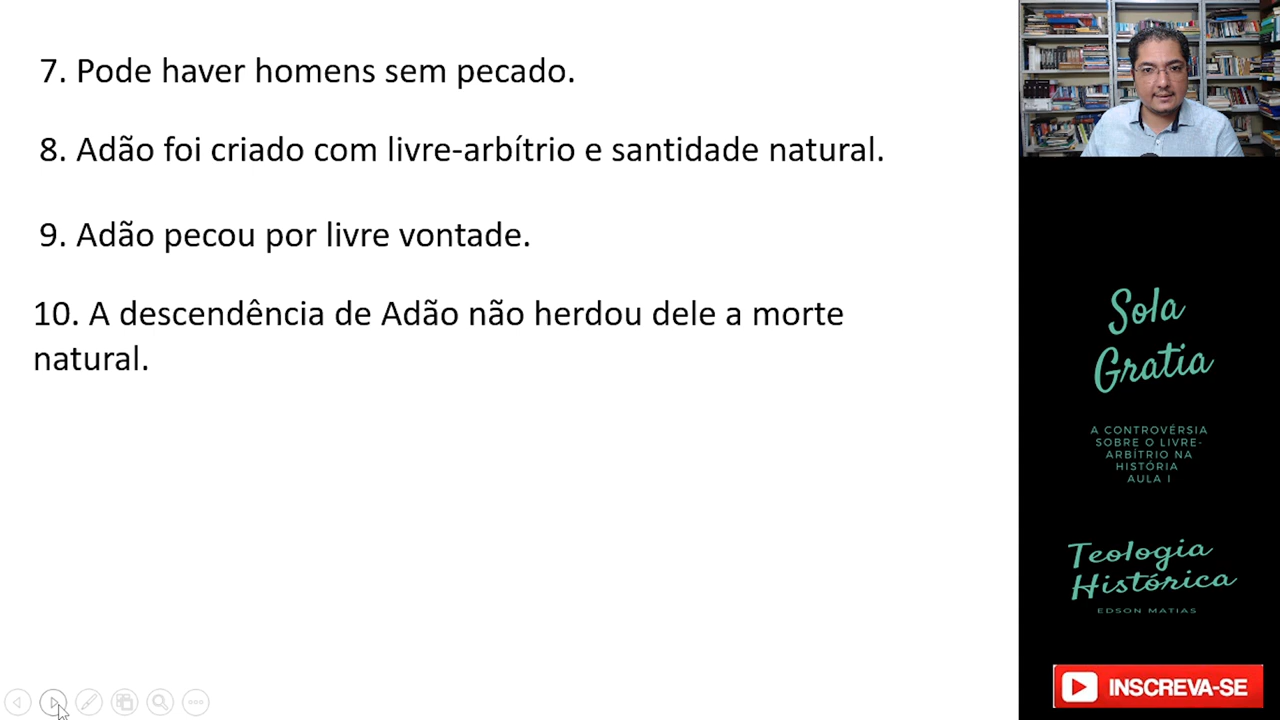 7. Pode haver homens sem pecado.
8. Adão foi criado com livre-arbítrio e santidade natural.
9. Adão pecou por livre vontade.
10. A descendência de Adão não herdou dele a morte
natural.
Sola
Gratia
A CONTROVÉRSIA
SOBRE O LIVRE-
ARBÍTRIO NA
HISTÓRIA
AULA I
Teologia
Histórica
EDSON MATIAS
INSCREVA-SE